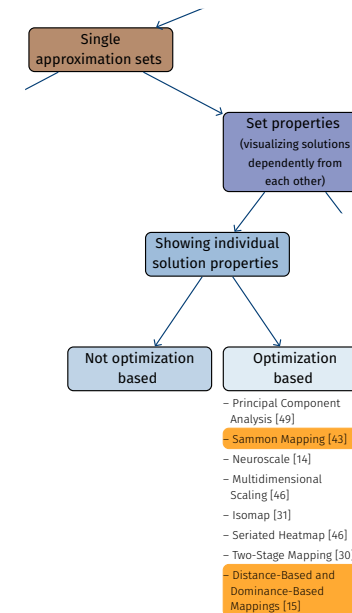 Single
approximation sets
Set properties
(visualizing solutions
dependently from
each other)
Showing individual
solution properties
Not optimization
based
Optimization
based
– Principal Component
Analysis [49]
– Sammon Mapping [43]
– Neuroscale [14]
– Multidimensional
Scaling [46]
– Isomap [31]
– Seriated Heatmap [46]
– Two-Stage Mapping [30]
– Distance-Based and
Dominance-Based
Mappings [15]